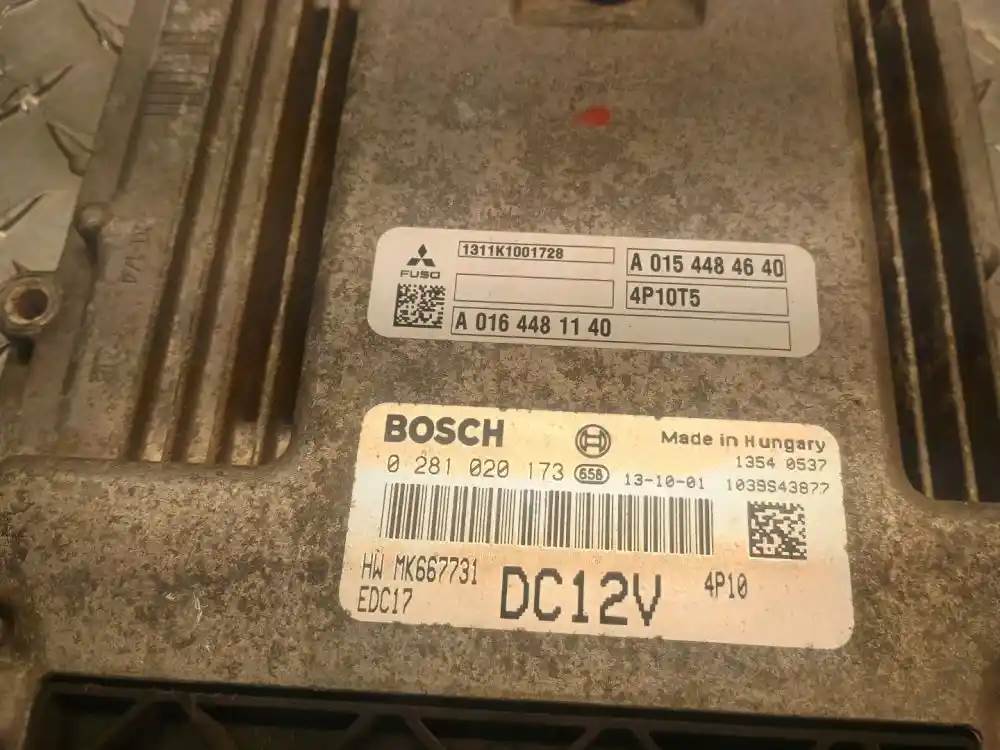 1311K1001728
A 015 448 46 40
FUSO
4P10T5
A 016 448 11 40
BOSCH
Made in Hungary
0 281 020 173 658 13-10-01
1354 0537
1039S43877
HW MK667731
EDC17
DC12V
4P10